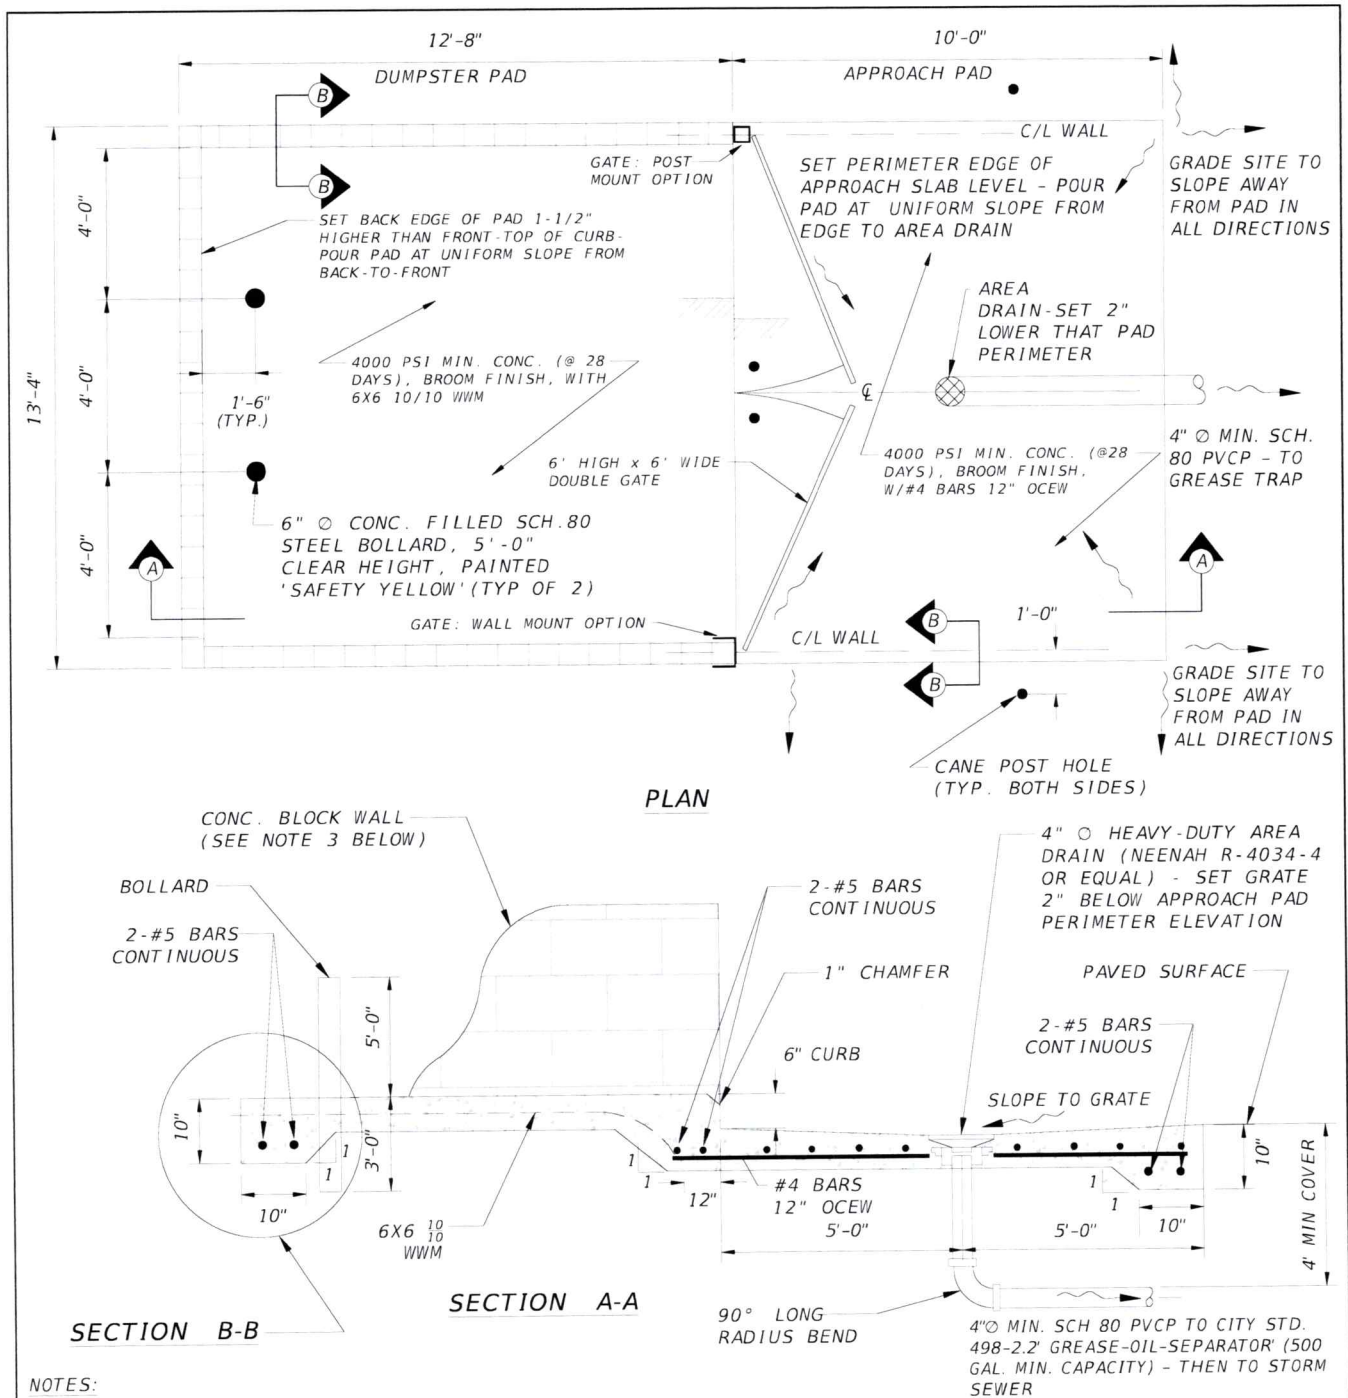 12'-8"
10'-0"
DUMPSTER PAD
APPROACH PAD
B
B
C/L WALL
GATE: POST
MOUNT OPTION
SET PERIMETER EDGE OF
APPROACH SLAB LEVEL - POUR
PAD AT UNIFORM SLOPE FROM
EDGE TO AREA DRAIN
GRADE SITE TO
SLOPE AWAY
FROM PAD IN
ALL DIRECTIONS
4'-0"
SET BACK EDGE OF PAD 1-1/2"
HIGHER THAN FRONT-TOP OF CURB-
POUR PAD AT UNIFORM SLOPE FROM
BACK-TO-FRONT
AREA
DRAIN-SET 2"
LOWER THAT PAD
PERIMETER
13'-4"
4'-0"
1'-6"
(TYP.)
4000 PSI MIN. CONC. (@ 28
DAYS), BROOM FINISH, WITH
6X6 10/10 WWM
℄
6' HIGH x 6' WIDE
DOUBLE GATE
4000 PSI MIN. CONC. (@28
DAYS), BROOM FINISH,
W/#4 BARS 12" OCEW
4" ∅ MIN. SCH.
80 PVCP - TO
GREASE TRAP
4'-0"
6" ∅ CONC. FILLED SCH.80
STEEL BOLLARD, 5'-0"
CLEAR HEIGHT, PAINTED
'SAFETY YELLOW' (TYP OF 2)
A
A
GATE: WALL MOUNT OPTION
C/L WALL
B
B
1'-0"
GRADE SITE TO
SLOPE AWAY
FROM PAD IN
ALL DIRECTIONS
CANE POST HOLE
(TYP. BOTH SIDES)
PLAN
CONC. BLOCK WALL
(SEE NOTE 3 BELOW)
BOLLARD
2-#5 BARS
CONTINUOUS
2-#5 BARS
CONTINUOUS
4" ∅ HEAVY-DUTY AREA
DRAIN (NEENAH R-4034-4
OR EQUAL) - SET GRATE
2" BELOW APPROACH PAD
PERIMETER ELEVATION
1" CHAMFER
PAVED SURFACE
5'-0"
6" CURB
2-#5 BARS
CONTINUOUS
SLOPE TO GRATE
10"
3'-0"
1
1
10"
6X6 10/10
WWM
1
1
12"
#4 BARS
12" OCEW
5'-0"
5'-0"
1
1
10"
10"
4' MIN COVER
SECTION A-A
90° LONG
RADIUS BEND
SECTION B-B
4"∅ MIN. SCH 80 PVCP TO CITY STD.
498-2.2' GREASE-OIL-SEPARATOR' (500
GAL. MIN. CAPACITY) - THEN TO STORM
SEWER
NOTES: